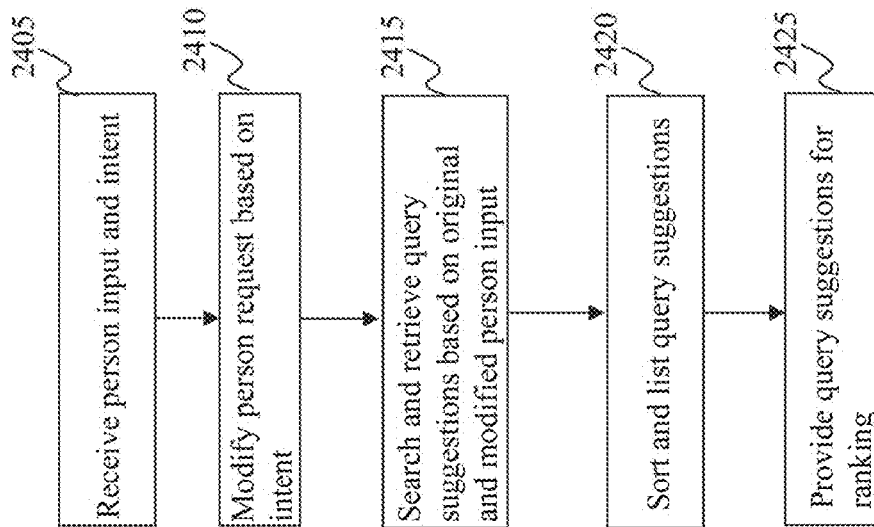 2405
Receive person input and intent
2410
Modify person request based on
intent
2415
Search and retrieve query
suggestions based on original
and modified person input
2420
Sort and list query suggestions
2425
Provide query suggestions for
ranking